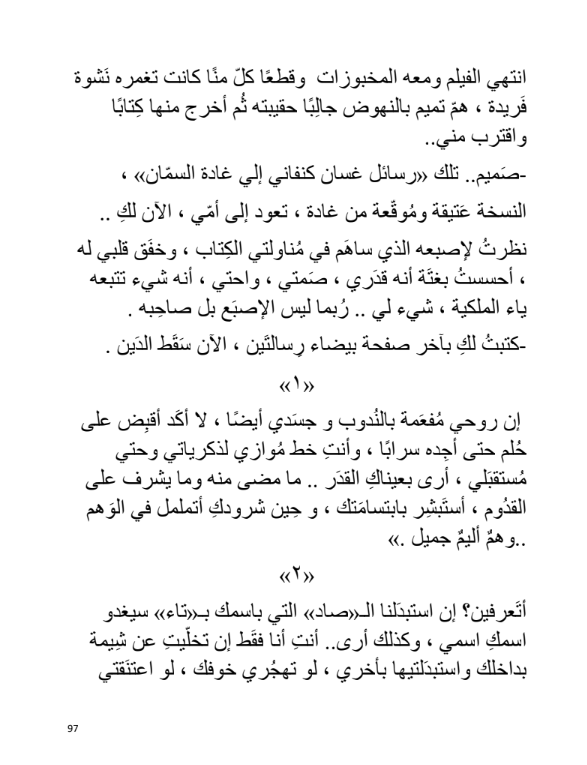 انتهي الفيلم ومعه المخبوزات وقطعًا كلّ منَّا كانت تغمره نَشوة
فَريدة ، همّ تميم بالنهوض جالِبًا حقيبته ثُم أخرج منها كِتابًا
واقترب مني..
-صَميم.. تلك «رسائل غسان كنفاني إلي غادة السمّان» ،
النسخة عَتيقة ومُوقّعة من غادة ، تعود إلى أمّي ، الآن لكِ ..
نظرتُ لإصبعه الذي ساهَم في مُناولتي الكِتاب ، وخفَق قلبي له
، أحسستُ بغتَة أنه قدَري ، صَمتي ، واحتي ، أنه شيء تتبعه
ياء الملكية ، شيء لي .. رُبما ليس الإصبَع بل صاحِبه .
-كتبتُ لكِ بآخر صفحة بيضاء رِسالتَين ، الآن سَقَط الدَين .
«١»
إن روحي مُفعَمة بالنُدوب و جسَدي أيضًا ، لا أكَد أقبِض على
حُلم حتى أجِده سرابًا ، وأنتِ خط مُوازي لذكرياتي وحتي
مُستقبَلي ، أرى بعيناكِ القدَر .. ما مضى منه وما يشرف على
القدُوم ، أستَبشِر بابتسامَتك ، و حِين شرودكِ أتململ في الوَهم
..وهمٌ أليمٌ جميل .»
«٢»
أتَعرفين؟ إن استبدَلنا الـ«صاد» التي باسمك بـ«تاء» سيغدو
اسمكِ اسمي ، وكذلك أرى.. أنتِ أنا فقَط إن تخلّيتِ عن شِيمة
بداخلك واستبدَلتيها بأخري ، لو تهجُري خوفك ، لو اعتنَقتي
97